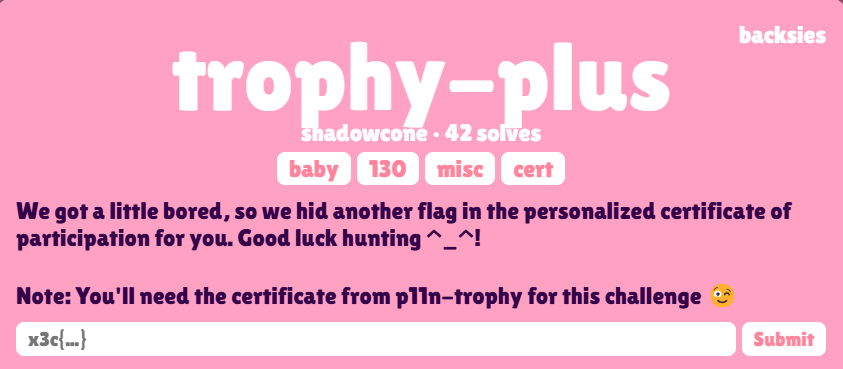 backsies
trophy-plus
shadowcone · 42 solves
baby 130 misc cert
We got a little bored, so we hid another flag in the personalized certificate of
participation for you. Good luck hunting ^_^!
Note: You'll need the certificate from p11n-trophy for this challenge 😉
x3c{...} Submit